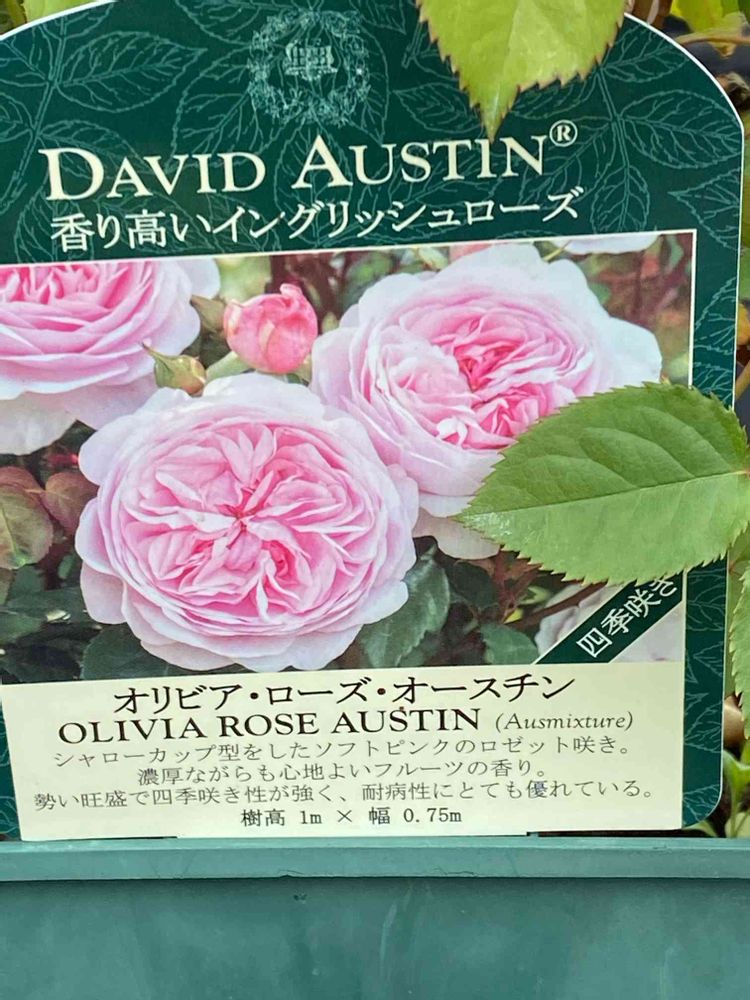 DAVID AUSTIN®
香り高いイングリッシュローズ
四季咲き
オリビア・ローズ・オースチン
OLIVIA ROSE AUSTIN (Ausmixture)
シャローカップ型をしたソフトピンクのロゼット咲き。
濃厚ながらも心地よいフルーツの香り。
勢い旺盛で四季咲き性が強く、耐病性にとても優れている。
樹高 1m × 幅 0.75m